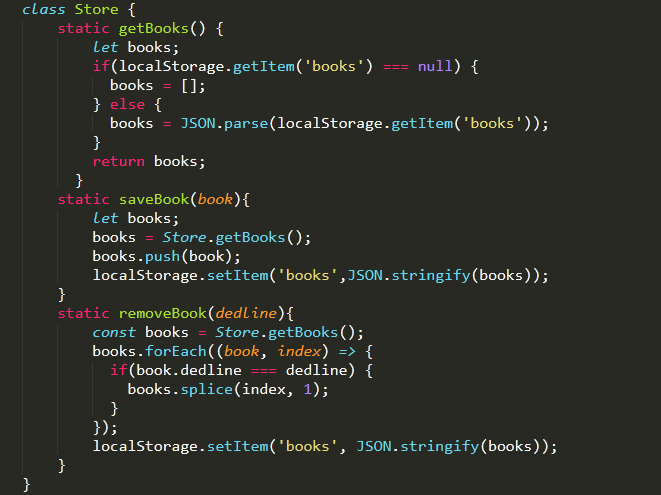 class Store {
    static getBooks() {
        let books;
        if(localStorage.getItem('books') === null) {
          books = [];
        } else {
          books = JSON.parse(localStorage.getItem('books'));
        }
        return books;
      }
    static saveBook(book){
        let books;
        books = Store.getBooks();
        books.push(book);
        localStorage.setItem('books',JSON.stringify(books));
    }
    static removeBook(dedline){
        const books = Store.getBooks();
        books.forEach((book, index) => {
          if(book.dedline === dedline) {
            books.splice(index, 1);
          }
        });
        localStorage.setItem('books', JSON.stringify(books));
    }
}